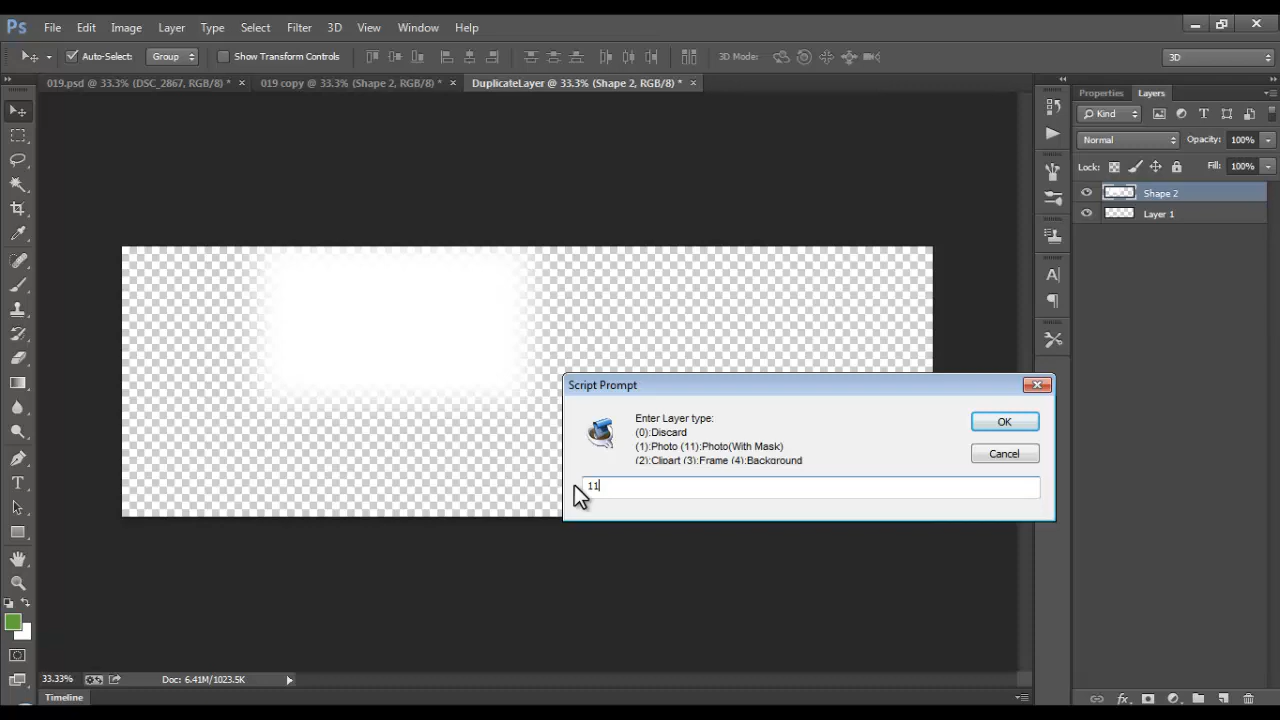 Ps File Edit Image Layer Type Select Filter 3D View Window Help
Auto-Select: Group Show Transform Controls 3D Mode: 3D
019.psd @ 33.3% (DSC_2867, RGB/8) * × 019 copy @ 33.3% (Shape 2, RGB/8) * × DuplicateLayer @ 33.3% (Shape 2, RGB/8) * ×
Properties Layers
Kind
Normal Opacity: 100%
Lock: Fill: 100%
Shape 2
Layer 1
Script Prompt
Enter Layer type:
(0):Discard
(1):Photo (11):Photo(With Mask)
(2):Clipart (3):Frame (4):Background
OK
Cancel
11
33.33% Doc: 6.41M/1023.5K
Timeline